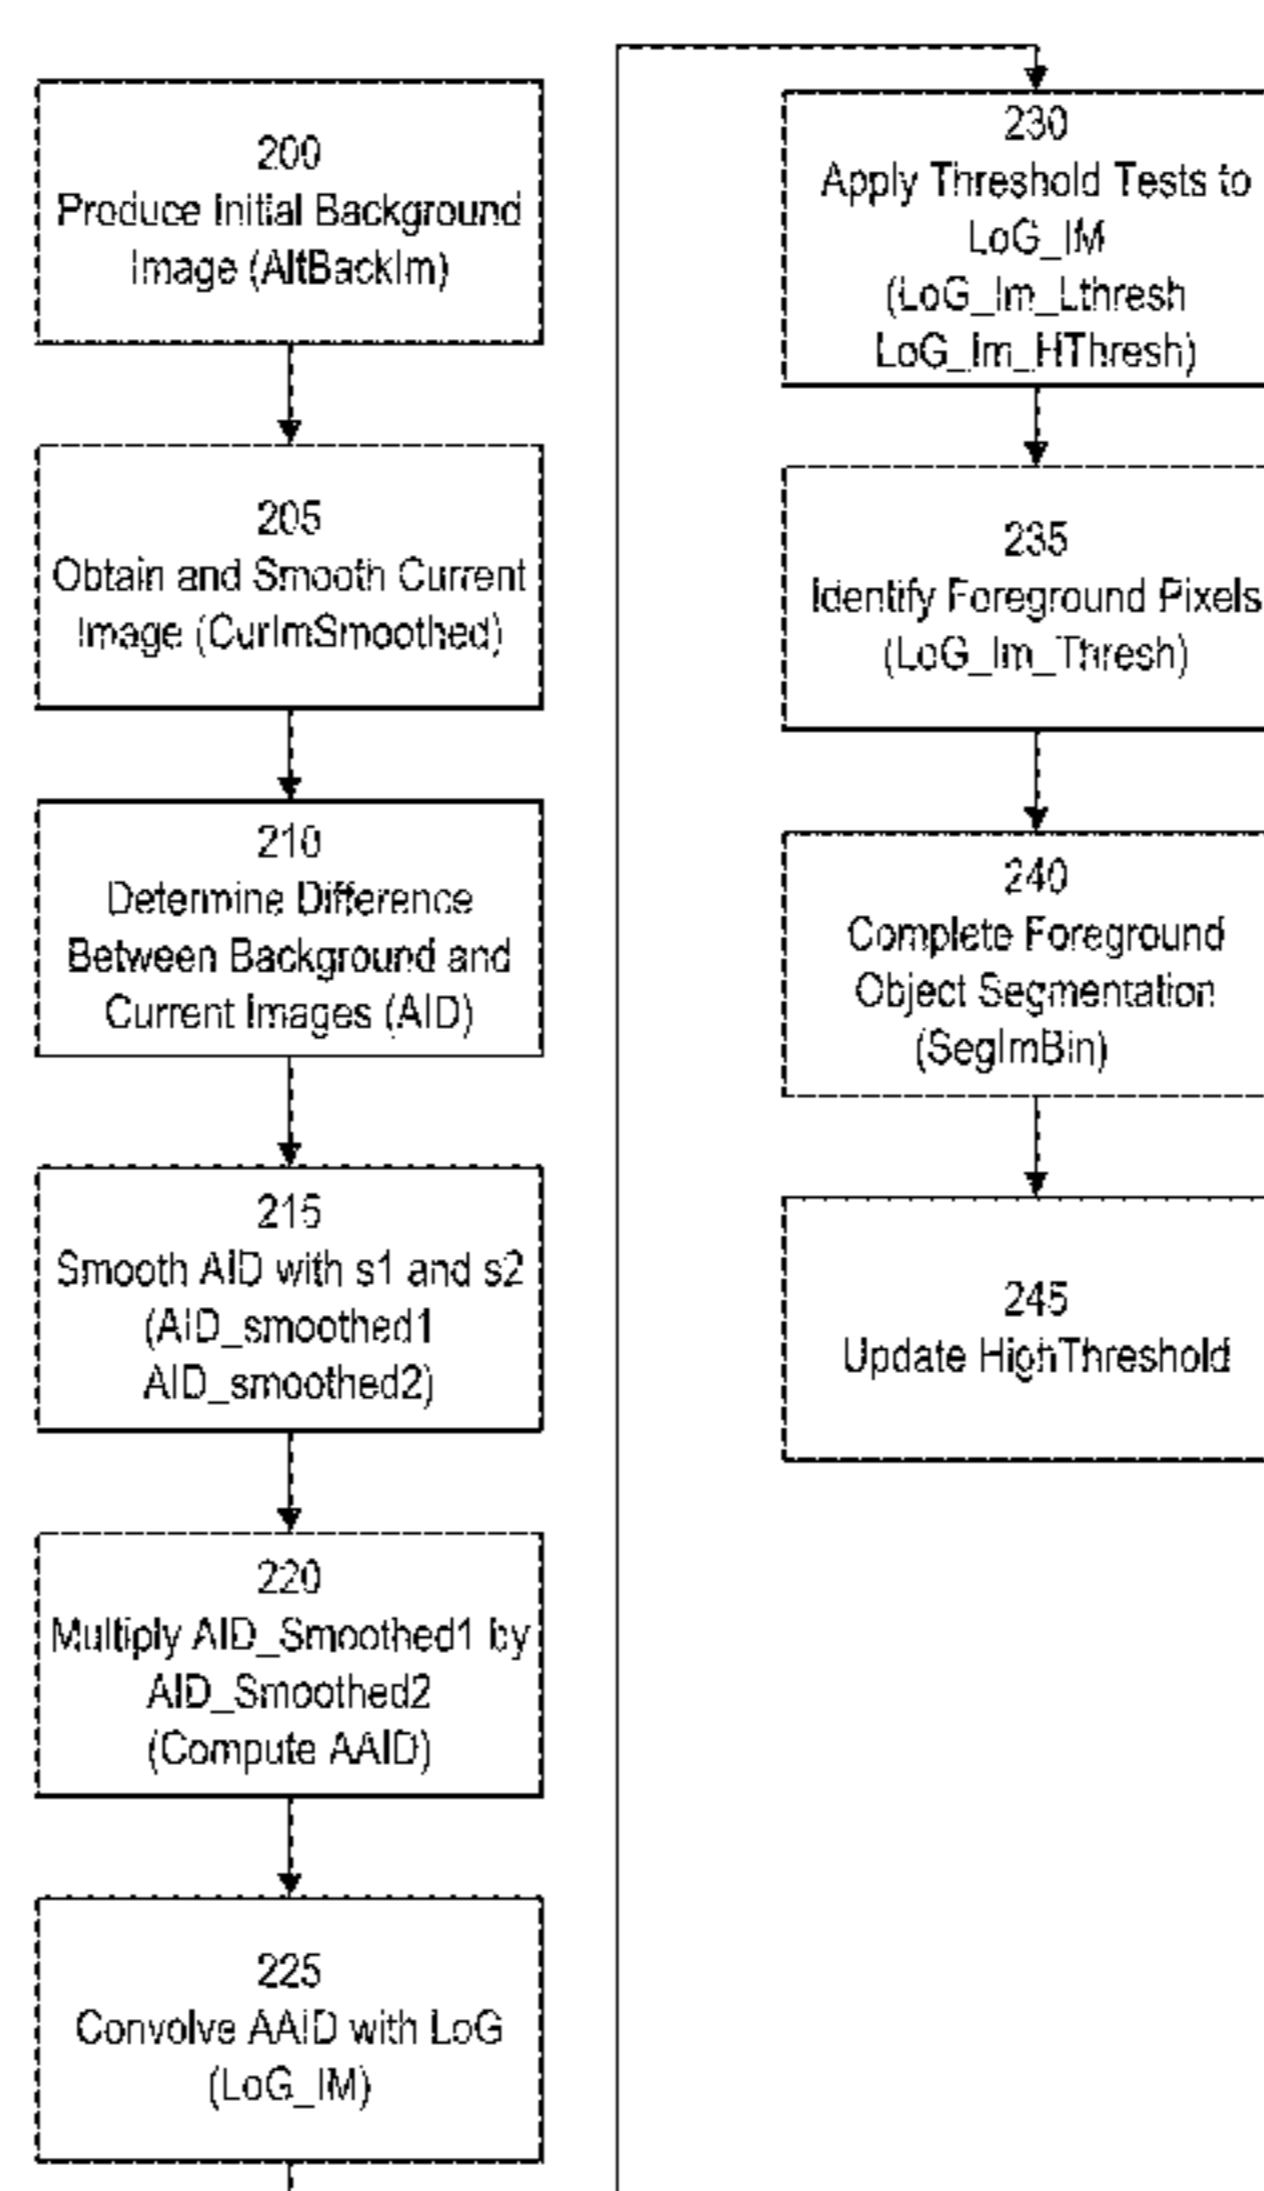 200
Produce Initial Background
Image (AltBackIm)
205
Obtain and Smooth Current
Image (CurImSmoothed)
210
Determine Difference
Between Background and
Current Images (AID)
215
Smooth AID with s1 and s2
(AID_smoothed1
AID_smoothed2)
220
Multiply AID_Smoothed1 by
AID_Smoothed2
(Compute AAID)
225
Convolve AAID with LoG
(LoG_IM)
230
Apply Threshold Tests to
LoG_IM
(LoG_Im_Lthresh
LoG_Im_HThresh)
235
Identify Foreground Pixels
(LoG_Im_Thresh)
240
Complete Foreground
Object Segmentation
(SegImBin)
245
Update HighThreshold